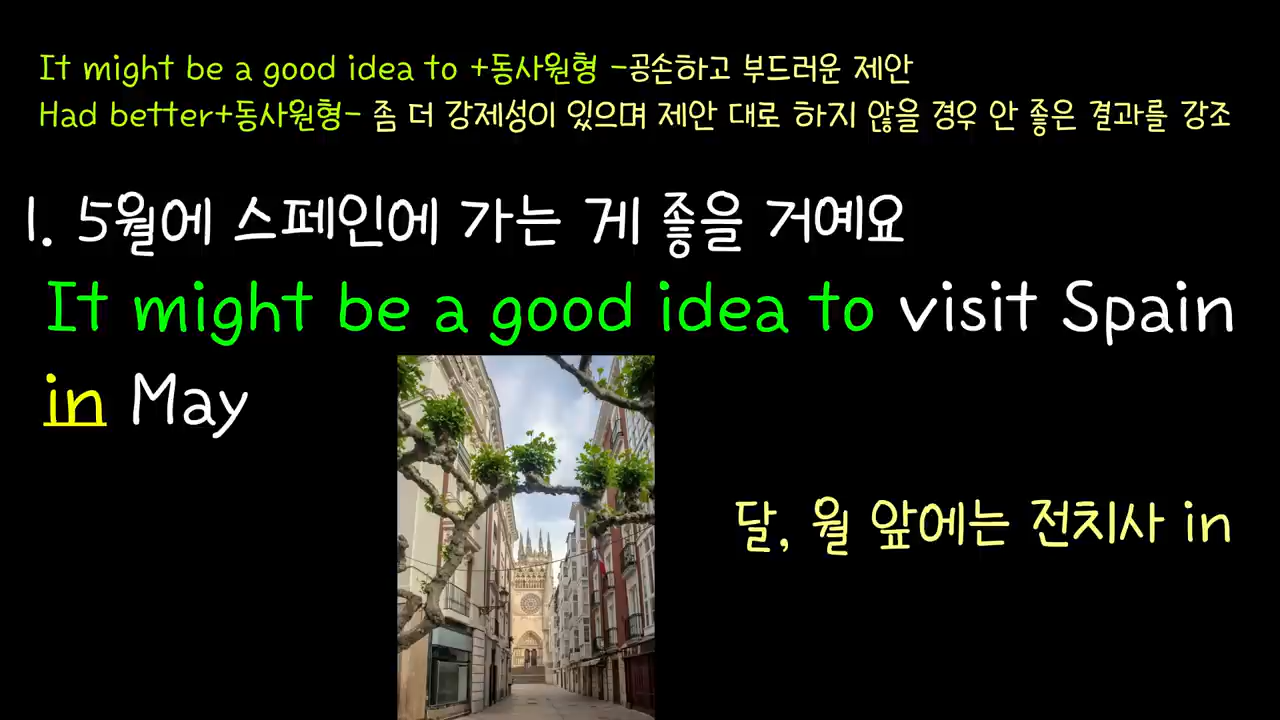 It might be a good idea to +동사원형 -공손하고 부드러운 제안
Had better+동사원형- 좀 더 강제성이 있으며 제안 대로 하지 않을 경우 안 좋은 결과를 강조
1. 5월에 스페인에 가는 게 좋을 거예요
It might be a good idea to visit Spain
in May
달, 월 앞에는 전치사 in